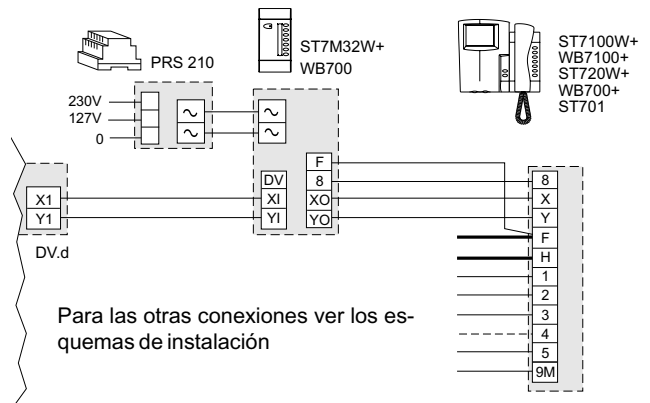 PRS 210
ST7M32W+
WB700
ST7100W+
WB7100+
ST720W+
WB700+
ST701
230V
127V
0
F
DV
8
XI
XO
YI
YO
X1
Y1
DV.d
8
X
Y
F
H
1
2
3
4
5
9M
Para las otras conexiones ver los es-
quemas de instalación